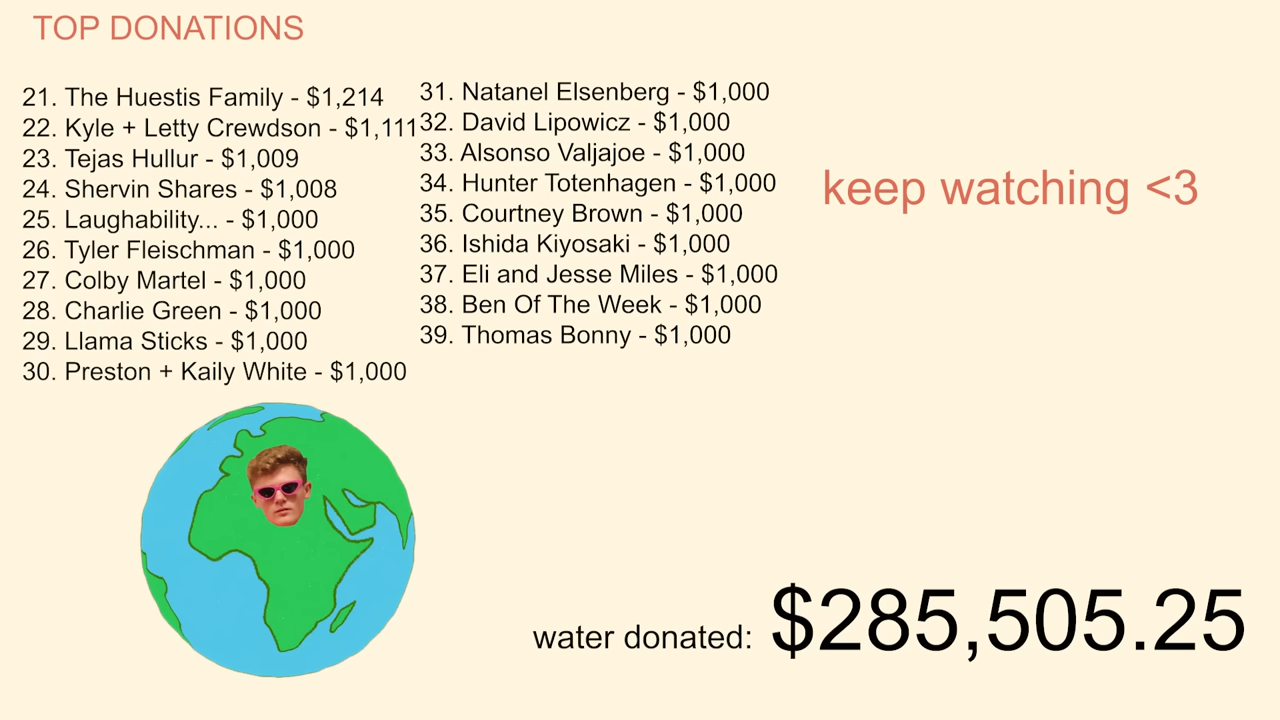 TOP DONATIONS
21. The Huestis Family - $1,214
22. Kyle + Letty Crewdson - $1,111
23. Tejas Hullur - $1,009
24. Shervin Shares - $1,008
25. Laughability... - $1,000
26. Tyler Fleischman - $1,000
27. Colby Martel - $1,000
28. Charlie Green - $1,000
29. Llama Sticks - $1,000
30. Preston + Kaily White - $1,000
31. Natanel Elsenberg - $1,000
32. David Lipowicz - $1,000
33. Alsonso Valjajoe - $1,000
34. Hunter Totenhagen - $1,000
35. Courtney Brown - $1,000
36. Ishida Kiyosaki - $1,000
37. Eli and Jesse Miles - $1,000
38. Ben Of The Week - $1,000
39. Thomas Bonny - $1,000
keep watching <3
water donated: $285,505.25